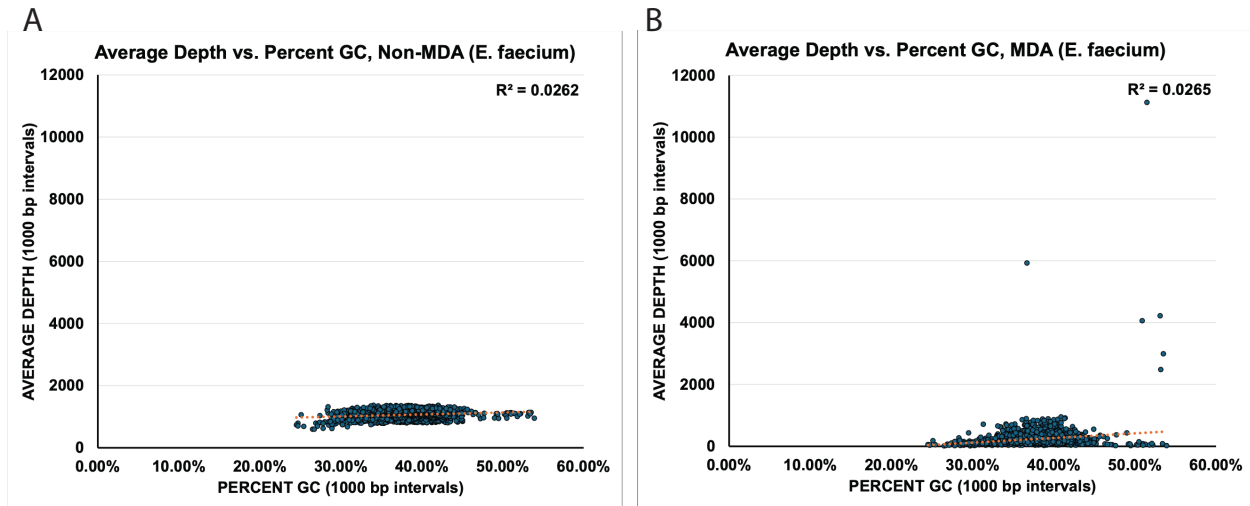 A
Average Depth vs. Percent GC, Non-MDA (E. faecium)
R² = 0.0262
AVERAGE DEPTH (1000 bp intervals)
12000
10000
8000
6000
4000
2000
0
0.00% 10.00% 20.00% 30.00% 40.00% 50.00% 60.00%
PERCENT GC (1000 bp intervals)
B
Average Depth vs. Percent GC, MDA (E. faecium)
R² = 0.0265
AVERAGE DEPTH (1000 bp intervals)
12000
10000
8000
6000
4000
2000
0
0.00% 10.00% 20.00% 30.00% 40.00% 50.00% 60.00%
PERCENT GC (1000 bp intervals)